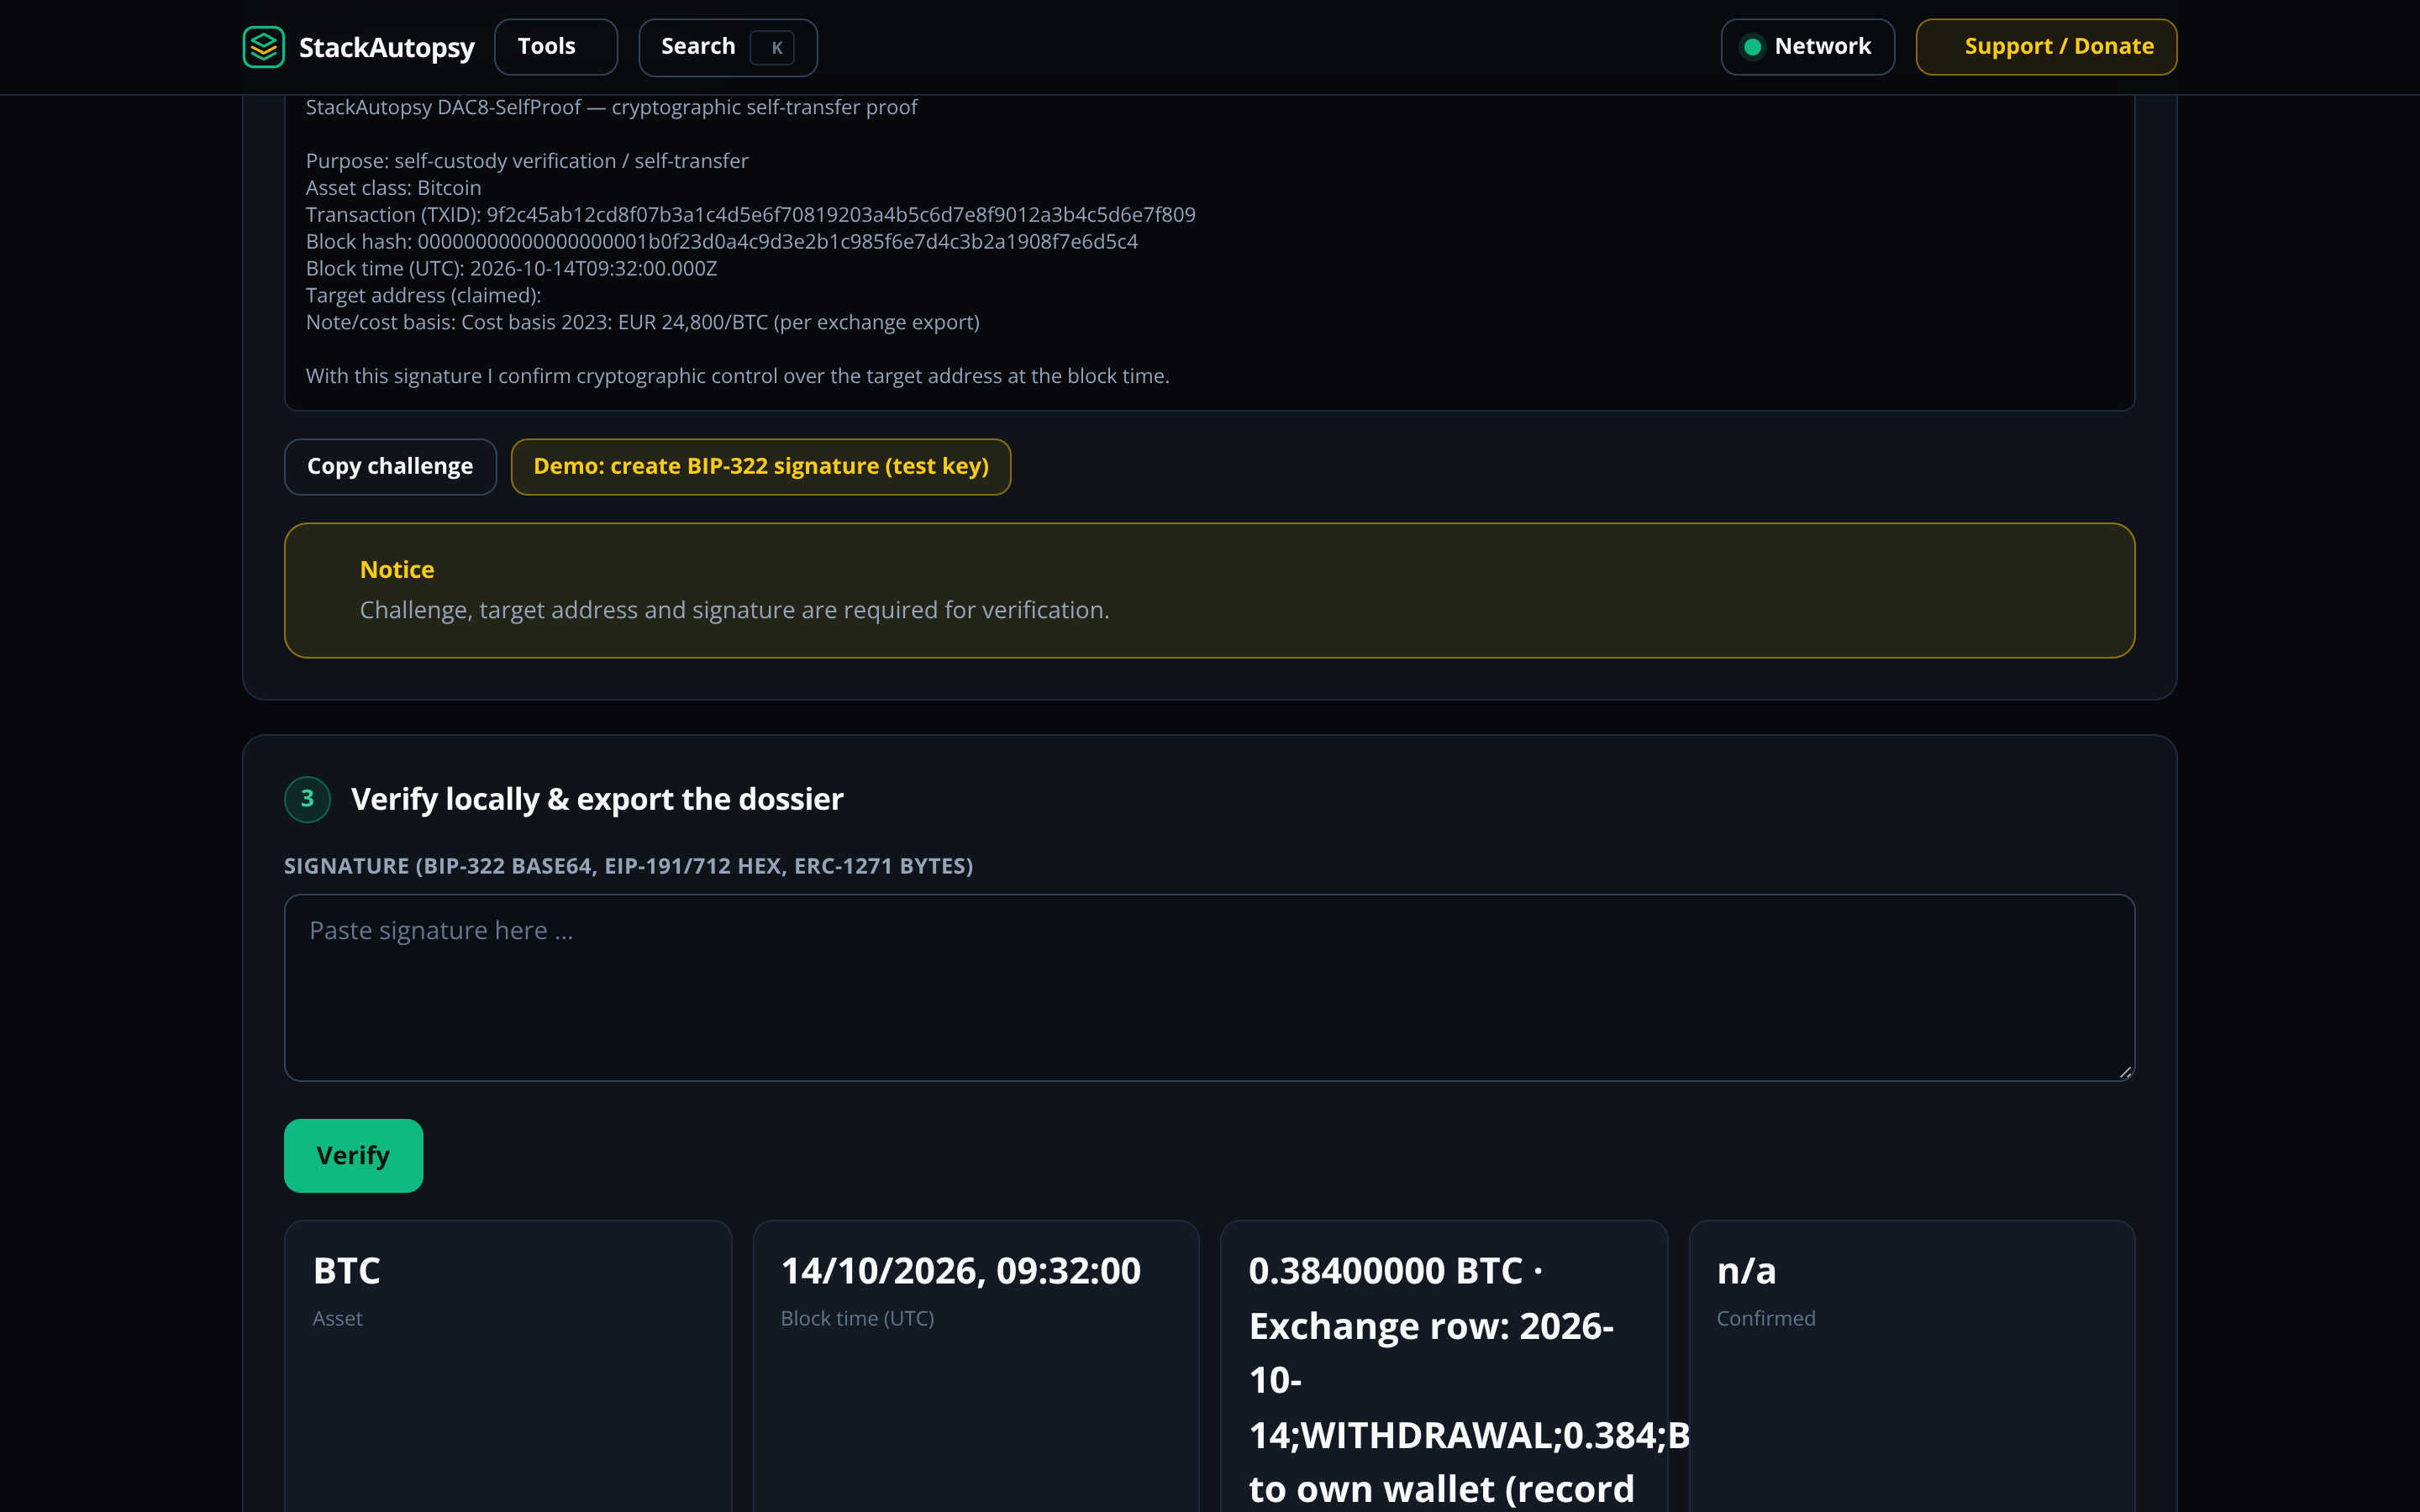 StackAutopsy
Tools
Search K
Network
Support / Donate
StackAutopsy DAC8-SelfProof — cryptographic self-transfer proof
Purpose: self-custody verification / self-transfer
Asset class: Bitcoin
Transaction (TXID): 9f2c45ab12cd8f07b3a1c4d5e6f70819203a4b5c6d7e8f9012a3b4c5d6e7f809
Block hash: 00000000000000000001b0f23d0a4c9d3e2b1c985f6e7d4c3b2a1908f7e6d5c4
Block time (UTC): 2026-10-14T09:32:00.000Z
Target address (claimed):
Note/cost basis: Cost basis 2023: EUR 24,800/BTC (per exchange export)
With this signature I confirm cryptographic control over the target address at the block time.
Copy challenge
Demo: create BIP-322 signature (test key)
Notice
Challenge, target address and signature are required for verification.
3
Verify locally & export the dossier
SIGNATURE (BIP-322 BASE64, EIP-191/712 HEX, ERC-1271 BYTES)
Paste signature here ...
Verify
BTC
Asset
14/10/2026, 09:32:00
Block time (UTC)
0.38400000 BTC ·
Exchange row: 2026-
10-
14;WITHDRAWAL;0.384;B
to own wallet (record
n/a
Confirmed